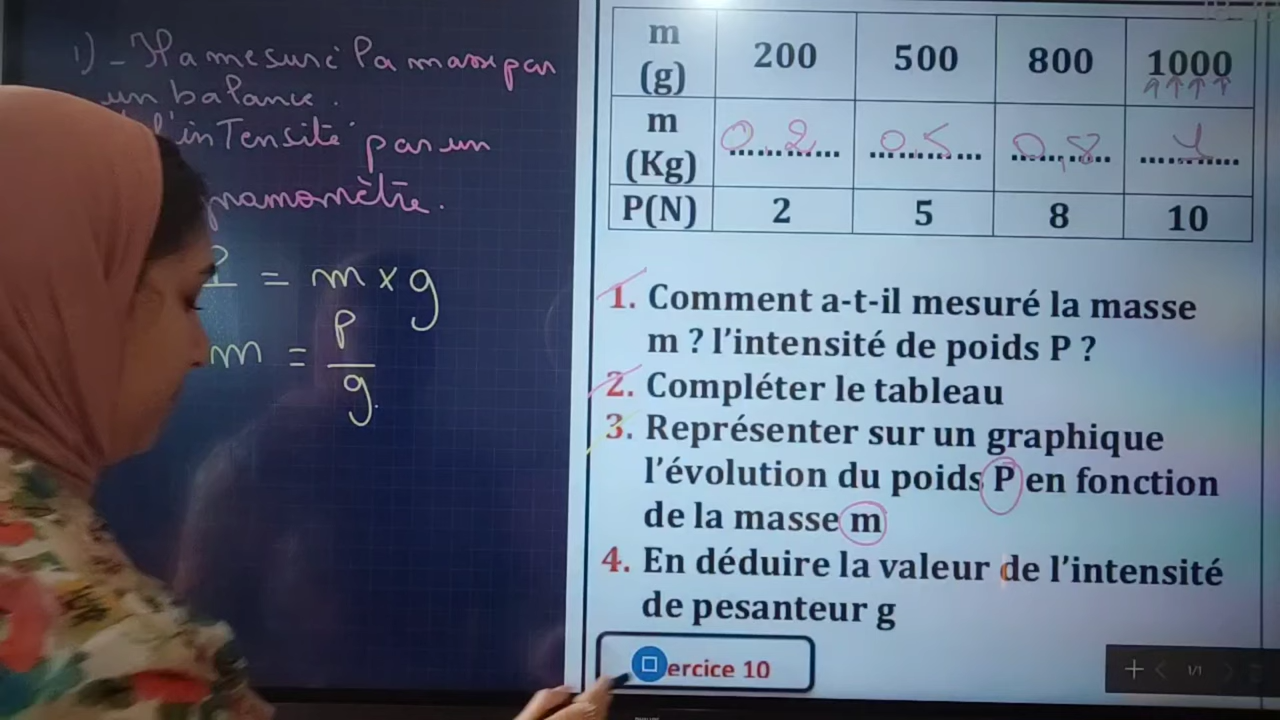 1) - Il a mesuré la masse par
un balance.
l'inTensité par un
namomètre.
P = m x g
m = P / g.
m (g) 200 500 800 1000
m (Kg) 0.2 0.5 0,8 1
P(N) 2 5 8 10
1. Comment a-t-il mesuré la masse
m ? l'intensité de poids P ?
2. Compléter le tableau
3. Représenter sur un graphique
l'évolution du poids P en fonction
de la masse m
4. En déduire la valeur de l'intensité
de pesanteur g
ercice 10
1/1